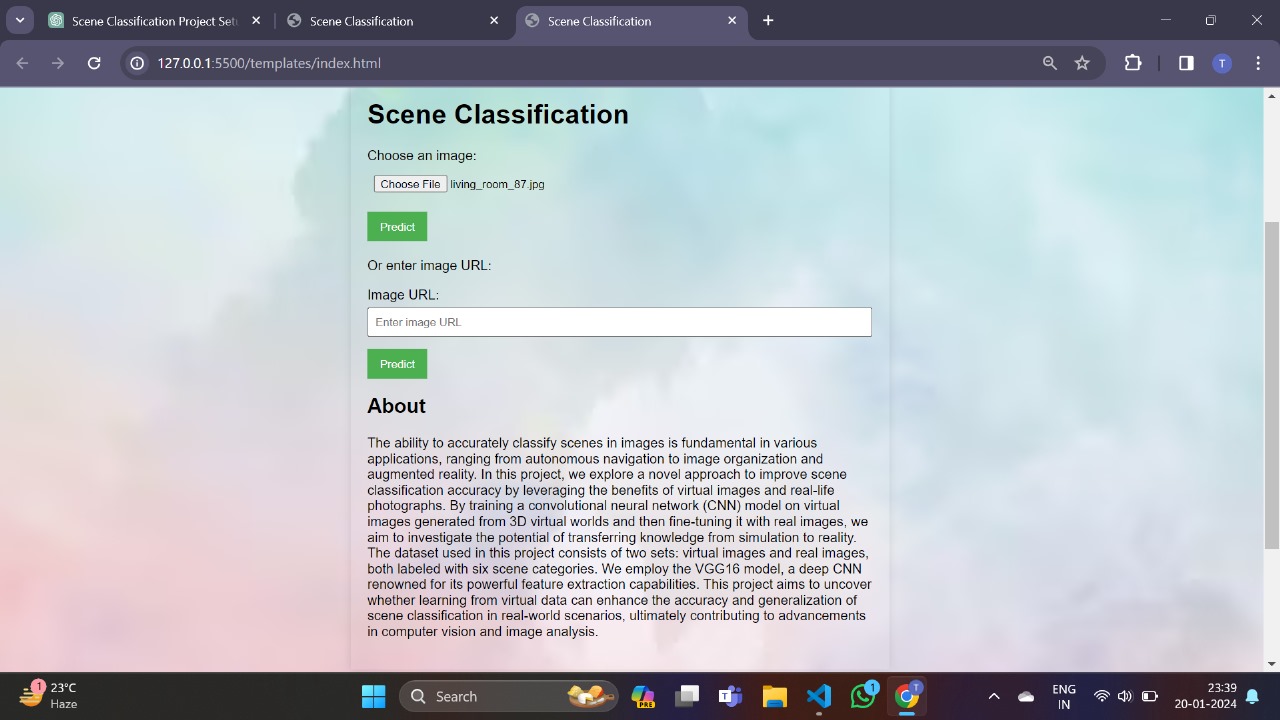 Scene Classification Project Set
Scene Classification
Scene Classification
127.0.0.1:5500/templates/index.html
T
Scene Classification
Choose an image:
Choose File living_room_87.jpg
Predict
Or enter image URL:
Image URL:
Enter image URL
Predict
About
The ability to accurately classify scenes in images is fundamental in various
applications, ranging from autonomous navigation to image organization and
augmented reality. In this project, we explore a novel approach to improve scene
classification accuracy by leveraging the benefits of virtual images and real-life
photographs. By training a convolutional neural network (CNN) model on virtual
images generated from 3D virtual worlds and then fine-tuning it with real images, we
aim to investigate the potential of transferring knowledge from simulation to reality.
The dataset used in this project consists of two sets: virtual images and real images,
both labeled with six scene categories. We employ the VGG16 model, a deep CNN
renowned for its powerful feature extraction capabilities. This project aims to uncover
whether learning from virtual data can enhance the accuracy and generalization of
scene classification in real-world scenarios, ultimately contributing to advancements
in computer vision and image analysis.
1
23°C
Haze
Search
PRE
1
T
ENG
IN
23:39
20-01-2024